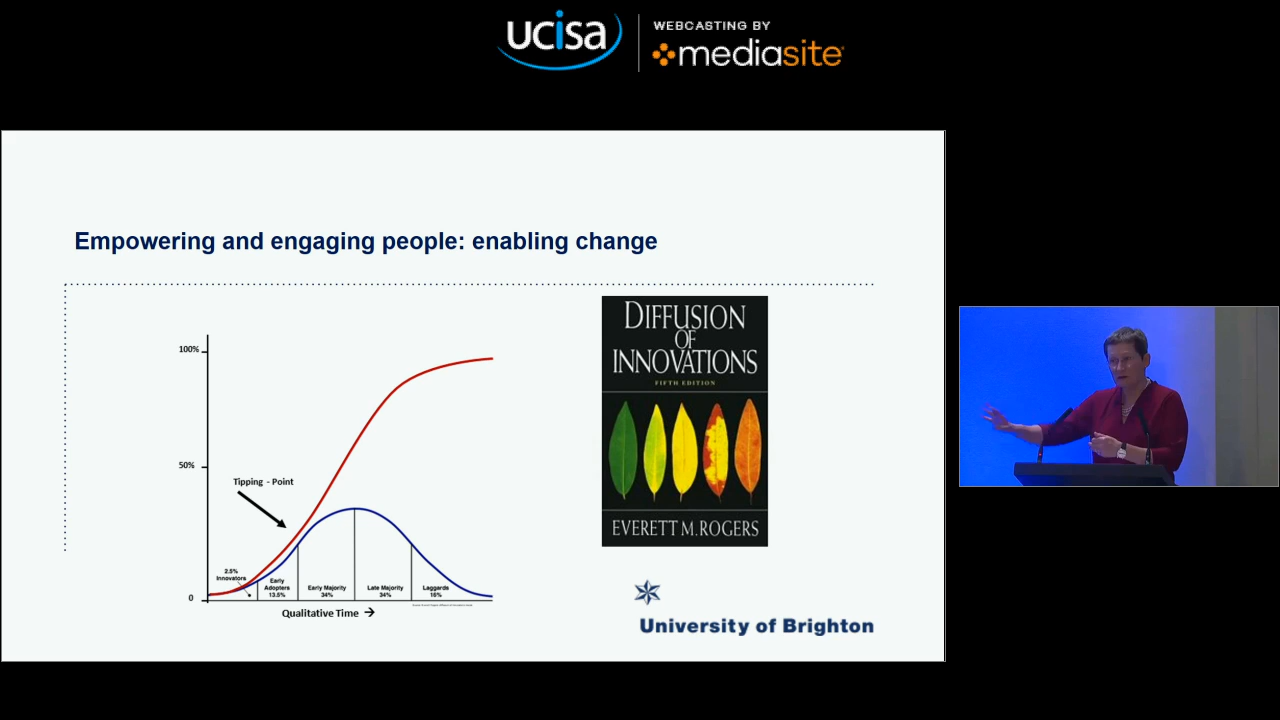 ucisa
WEBCASTING BY
mediasite
Empowering and engaging people: enabling change
100%
50%
0
Tipping - Point
2.5%
Innovators
Early
Adopters
13.5%
Early Majority
34%
Late Majority
34%
Laggards
16%
Qualitative Time →
DIFFUSION
OF
INNOVATIONS
FIFTH EDITION
EVERETT M. ROGERS
University of Brighton